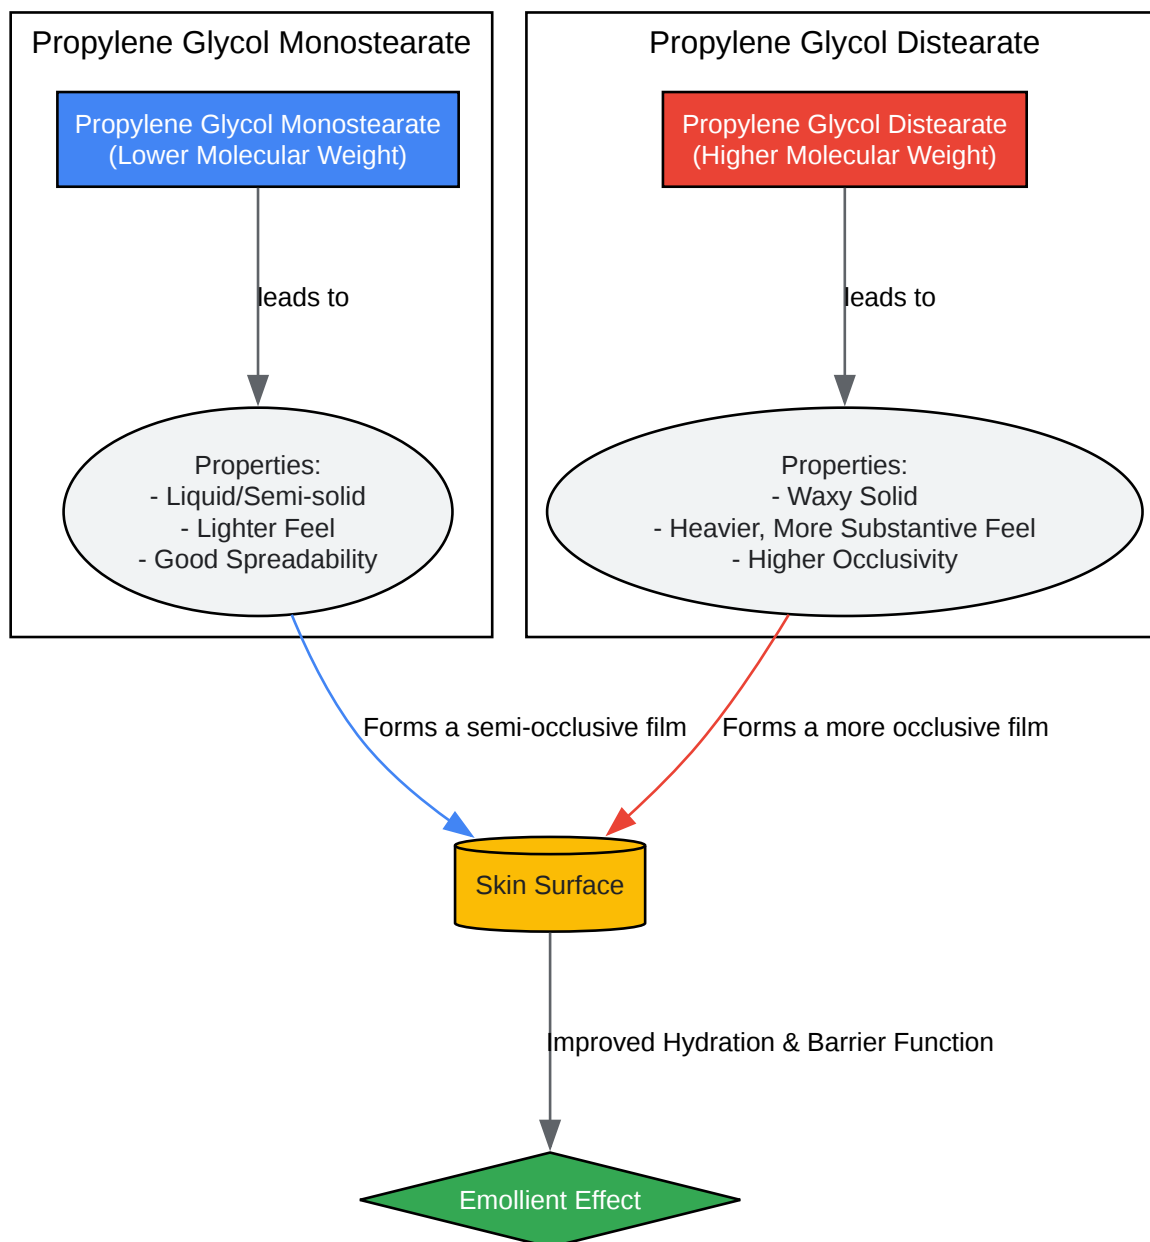 Propylene Glycol Monostearate
Propylene Glycol Monostearate
(Lower Molecular Weight)
leads to
Properties:
- Liquid/Semi-solid
- Lighter Feel
- Good Spreadability
Propylene Glycol Distearate
Propylene Glycol Distearate
(Higher Molecular Weight)
leads to
Properties:
- Waxy Solid
- Heavier, More Substantive Feel
- Higher Occlusivity
Forms a semi-occlusive film
Forms a more occlusive film
Skin Surface
Improved Hydration & Barrier Function
Emollient Effect